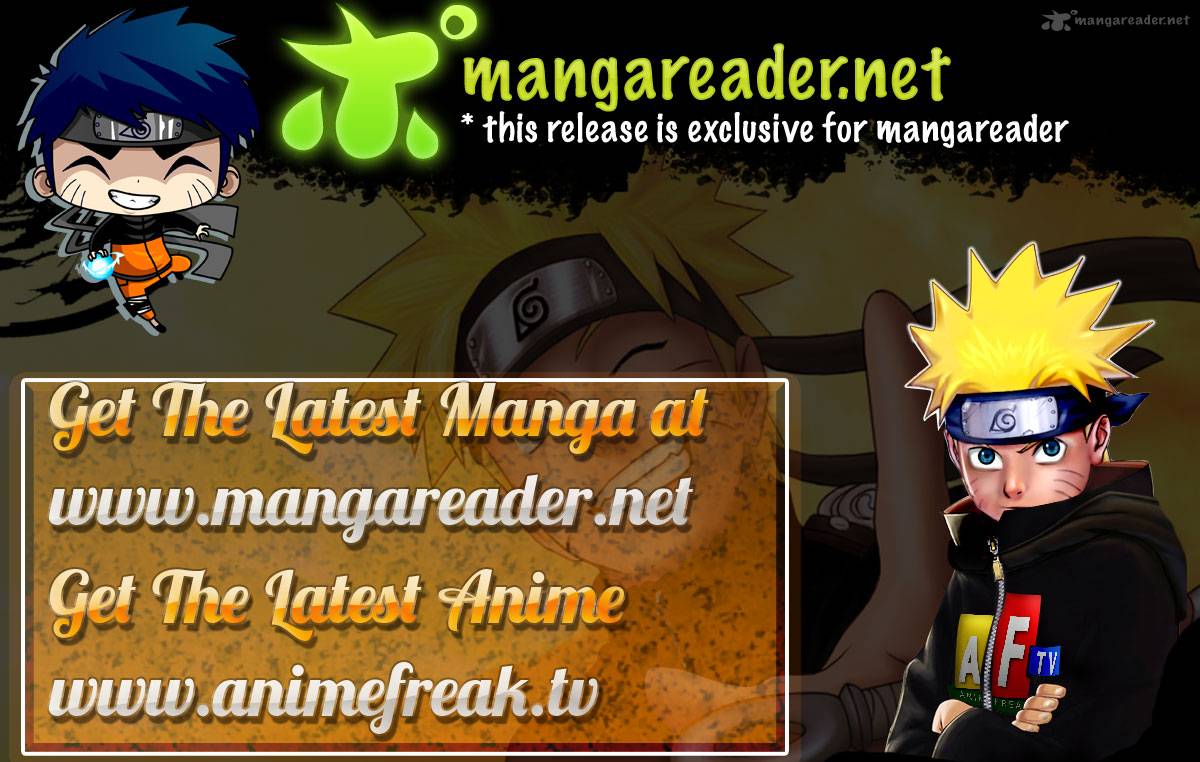 mangareader.net
mangareader.net
* this release is exclusive for mangareader
Get The Latest Manga at
www.mangareader.net
Get The Latest Anime
www.animefreak.tv
AF TV
ANIMEFREAK